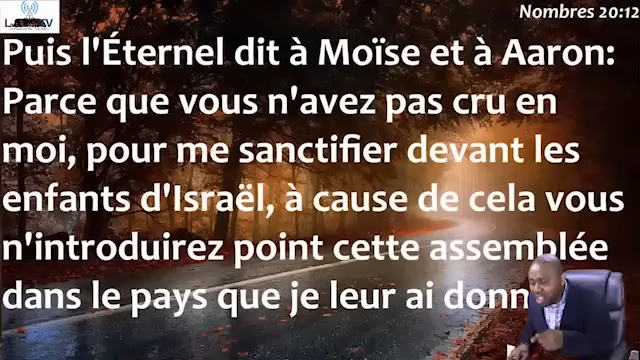 Nombres 20:12
Puis l'Éternel dit à Moïse et à Aaron:
Parce que vous n'avez pas cru en
moi, pour me sanctifier devant les
enfants d'Israël, à cause de cela vous
n'introduirez point cette assemblée
dans le pays que je leur ai donn